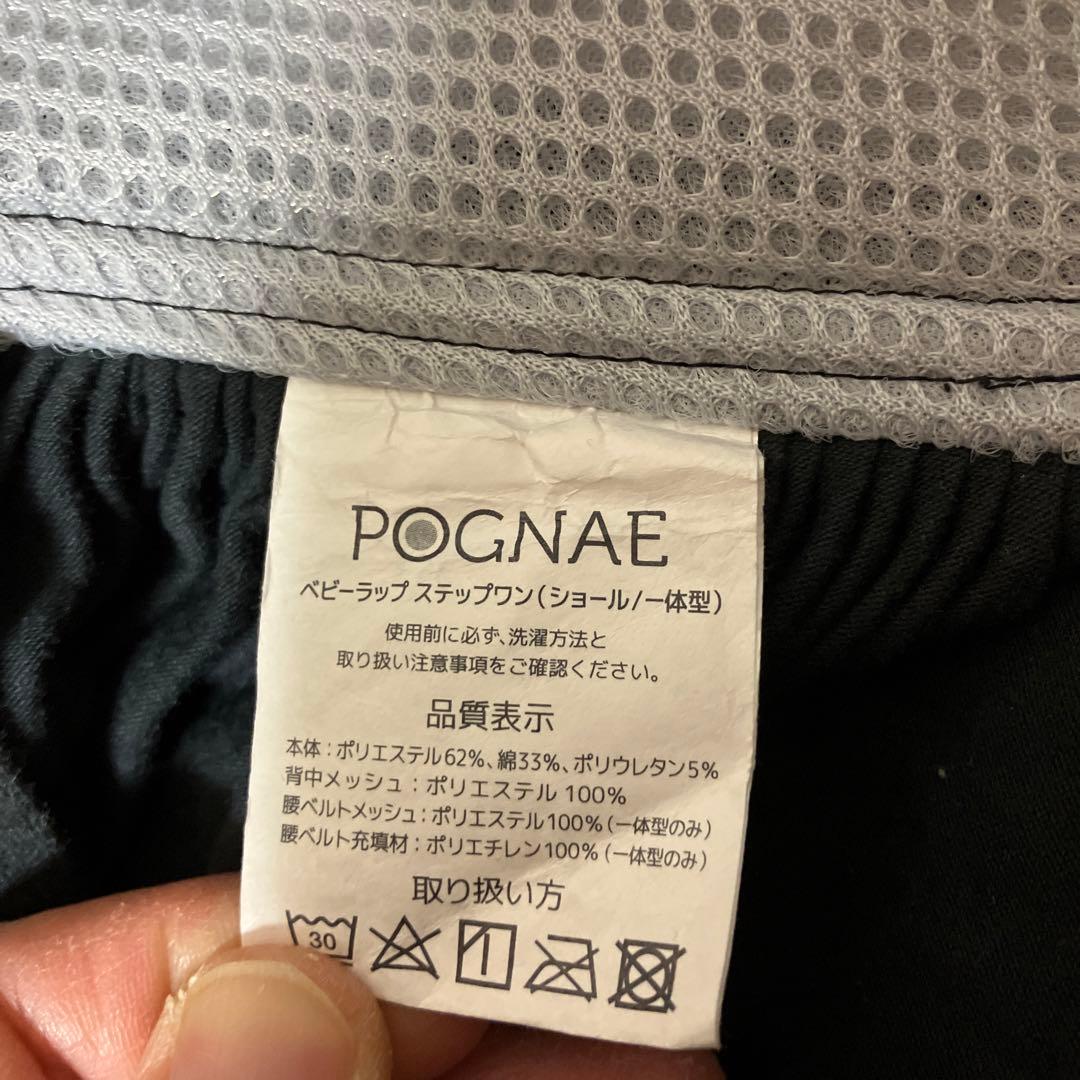 POGNAE
ベビーラップ ステップワン(ショール/一体型)
使用前に必ず、洗濯方法と
取り扱い注意事項をご確認ください。
品質表示
本体:ポリエステル62%、綿33%、ポリウレタン5%
背中メッシュ:ポリエステル 100%
腰ベルトメッシュ:ポリエステル100%(一体型のみ)
腰ベルト充填材:ポリエチレン100%(一体型のみ)
取り扱い方
30